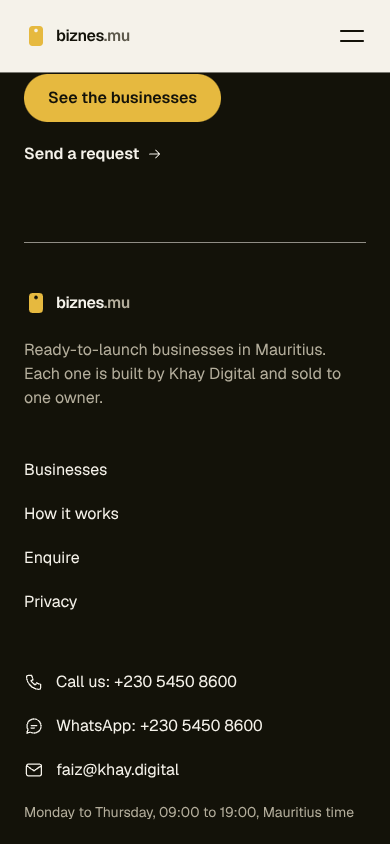 biznes.mu
See the businesses
Send a request →
biznes.mu
Ready-to-launch businesses in Mauritius.
Each one is built by Khay Digital and sold to
one owner.
Businesses
How it works
Enquire
Privacy
Call us: +230 5450 8600
WhatsApp: +230 5450 8600
faiz@khay.digital
Monday to Thursday, 09:00 to 19:00, Mauritius time